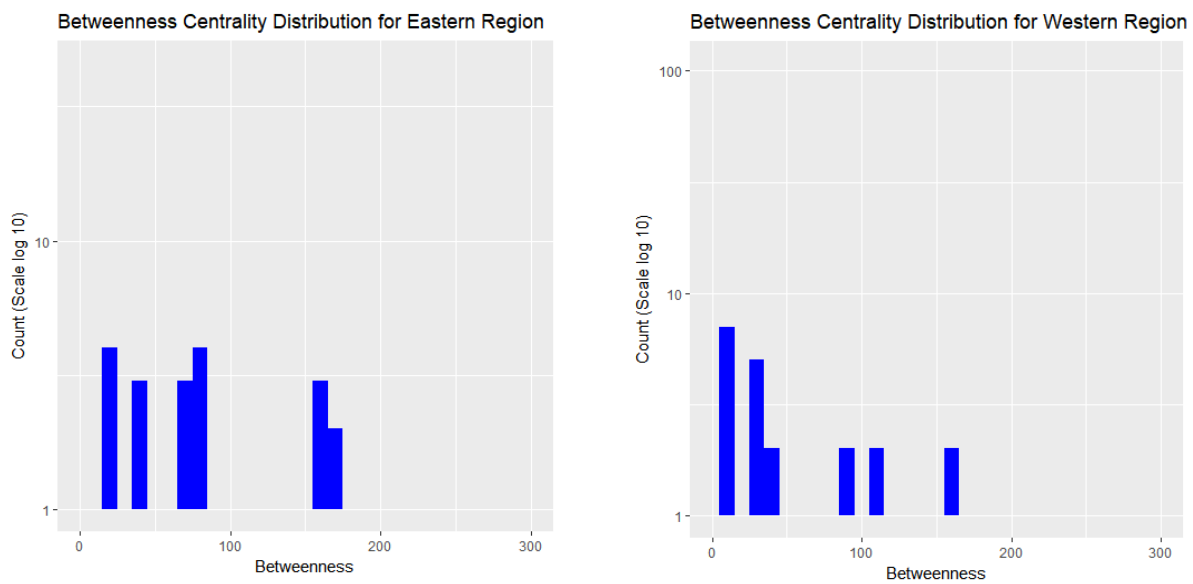 Betweenness Centrality Distribution for Eastern Region
Count (Scale log 10)
10
1
0 100 200 300
Betweenness
Betweenness Centrality Distribution for Western Region
Count (Scale log 10)
100
10
1
0 100 200 300
Betweenness